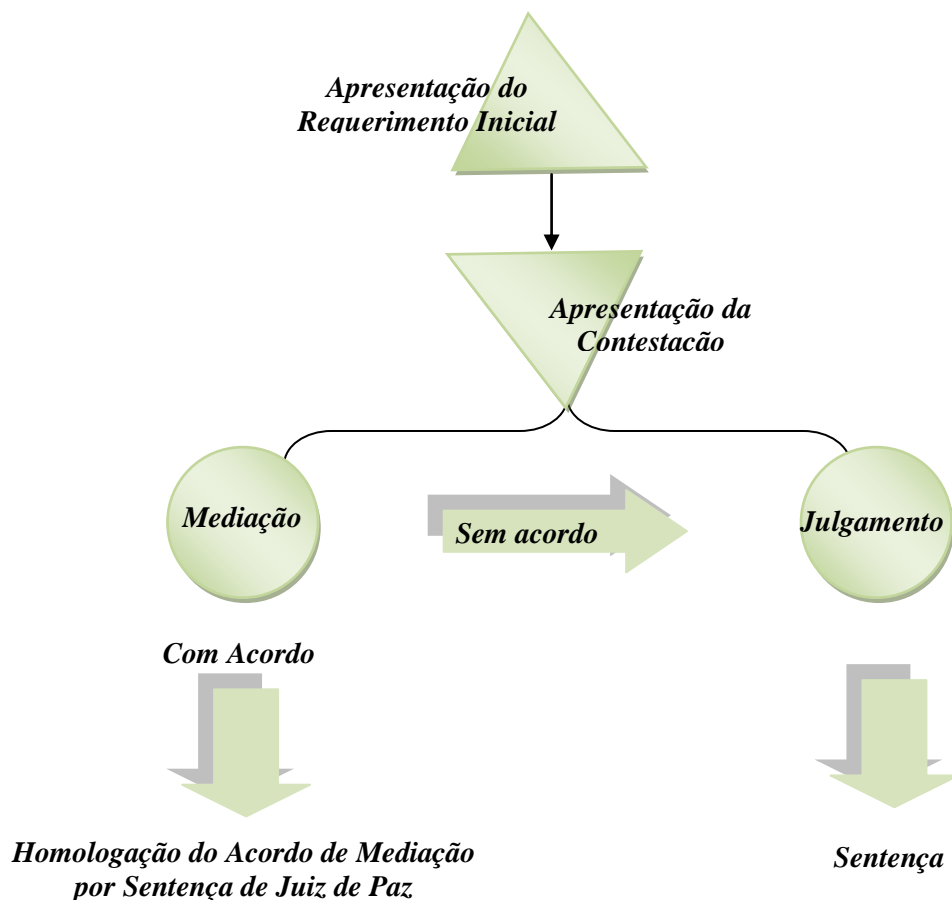 Apresentação do
Requerimento Inicial
Apresentação da
Contestacão
Mediação
Sem acordo
Julgamento
Com Acordo
Homologação do Acordo de Mediação
por Sentença de Juiz de Paz
Sentença